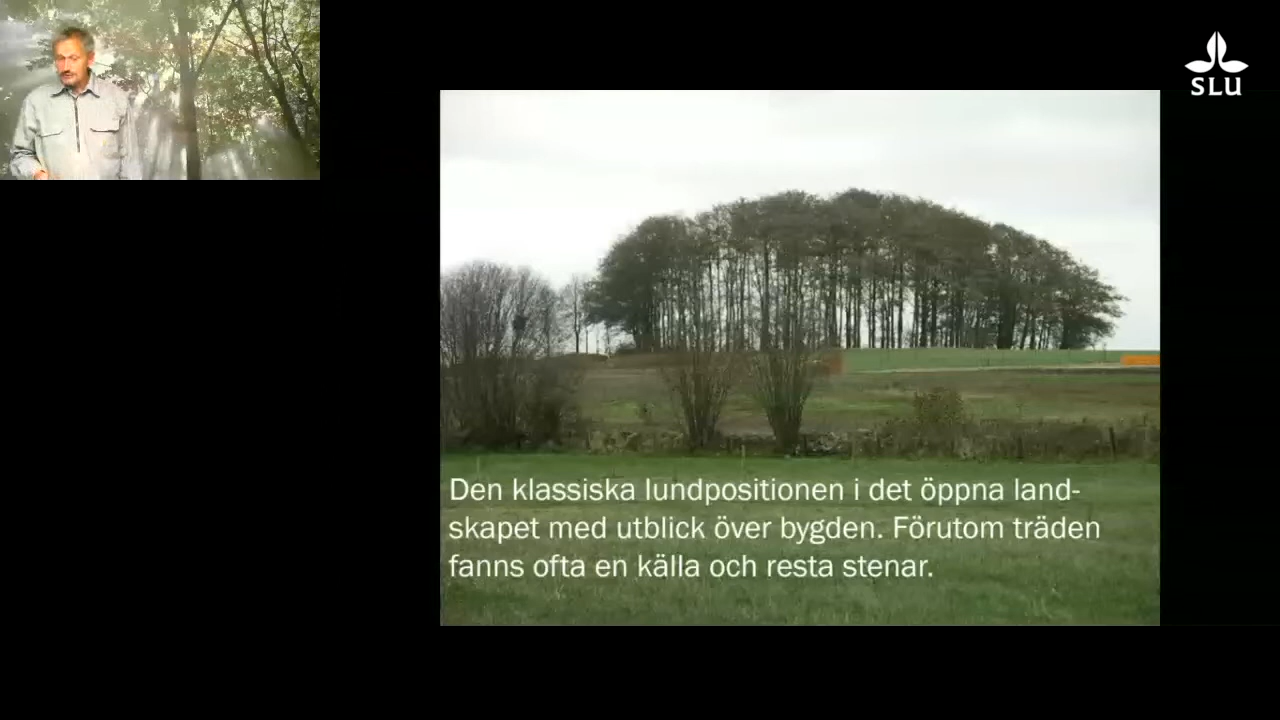 SLU
Den klassiska lundpositionen i det öppna land-
skapet med utblick över bygden. Förutom träden
fanns ofta en källa och resta stenar.